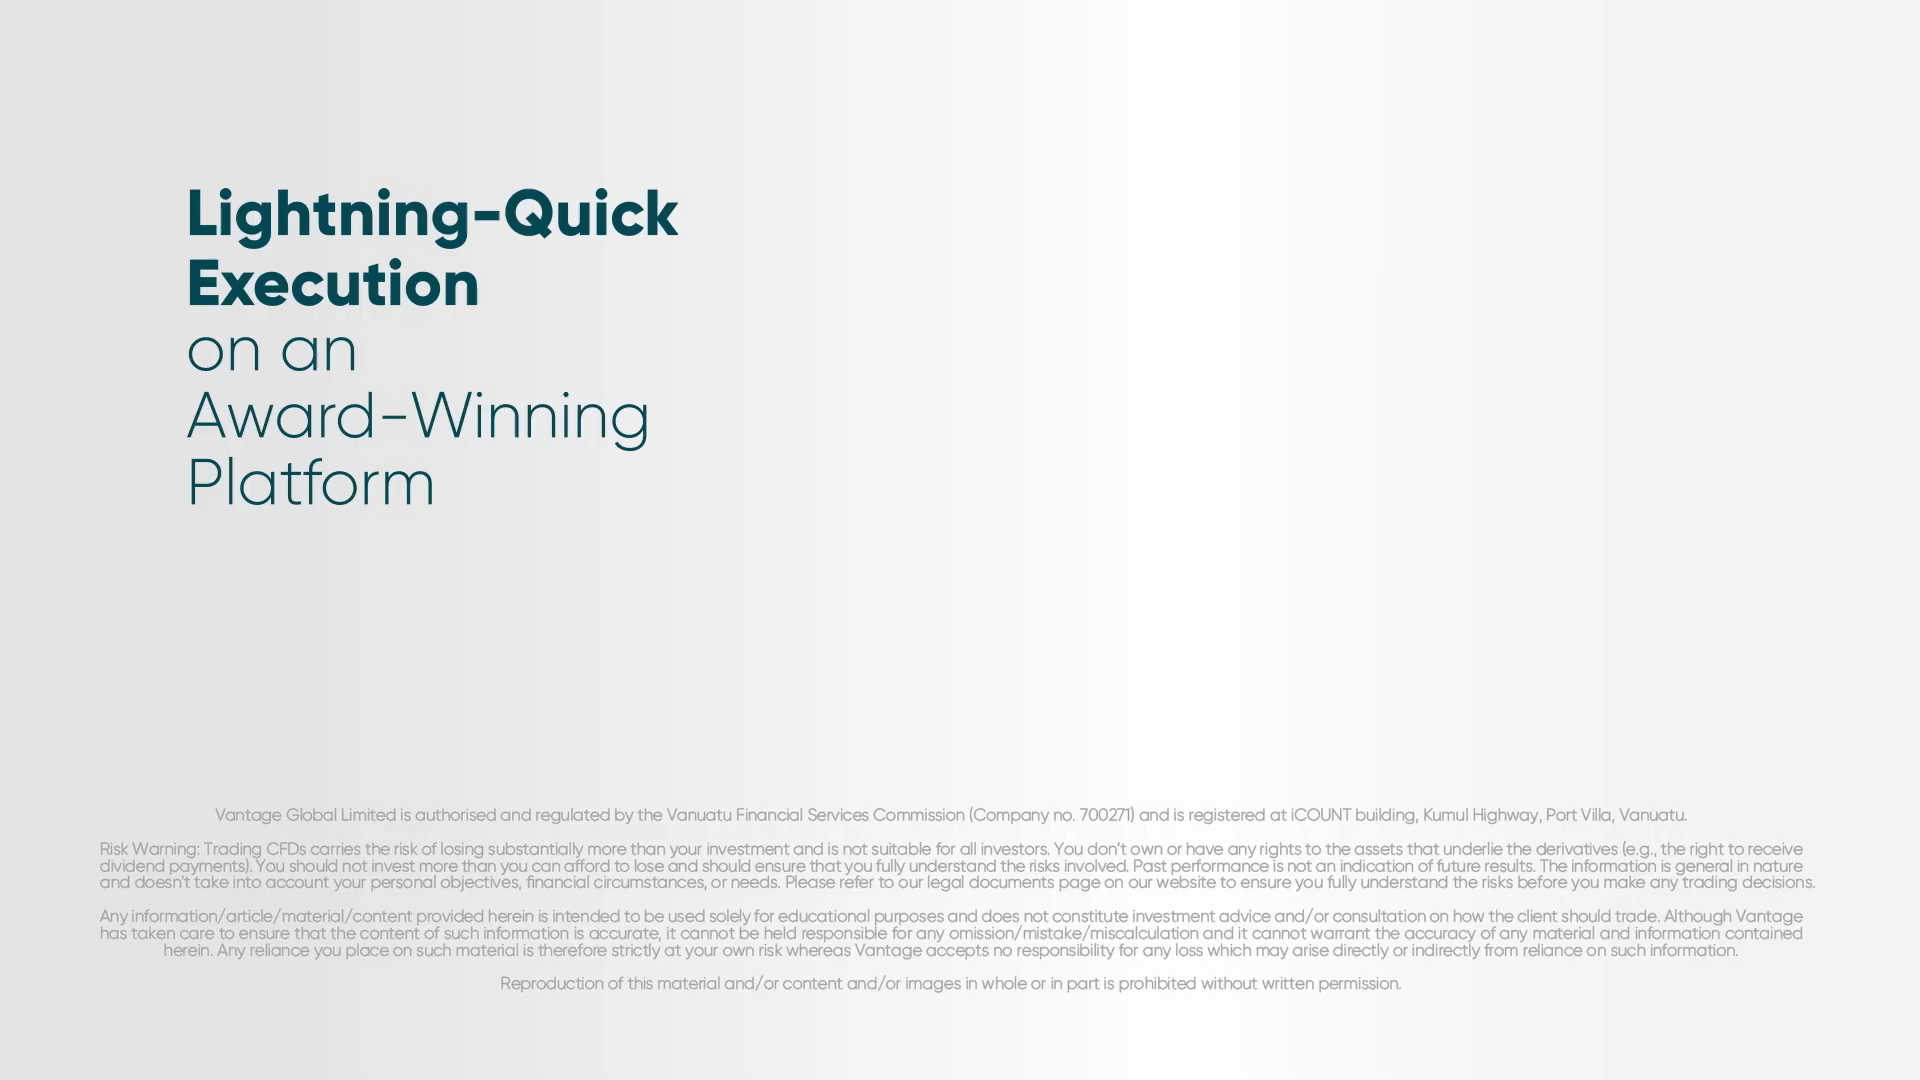 Lightning-Quick
Execution
on an
Award-Winning
Platform
Vantage Global Limited is authorised and regulated by the Vanuatu Financial Services Commission (Company no. 700271) and is registered at iCOUNT building, Kumul Highway, Port Villa, Vanuatu.
Risk Warning: Trading CFDs carries the risk of losing substantially more than your investment and is not suitable for all investors. You don't own or have any rights to the assets that underlie the derivatives (e.g., the right to receive
dividend payments). You should not invest more than you can afford to lose and should ensure that you fully understand the risks involved. Past performance is not an indication of future results. The information is general in nature
and doesn't take into account your personal objectives, financial circumstances, or needs. Please refer to our legal documents page on our website to ensure you fully understand the risks before you make any trading decisions.
Any information/article/material/content provided herein is intended to be used solely for educational purposes and does not constitute investment advice and/or consultation on how the client should trade. Although Vantage
has taken care to ensure that the content of such information is accurate, it cannot be held responsible for any omission/mistake/miscalculation and it cannot warrant the accuracy of any material and information contained
herein. Any reliance you place on such material is therefore strictly at your own risk whereas Vantage accepts no responsibility for any loss which may arise directly or indirectly from reliance on such information.
Reproduction of this material and/or content and/or images in whole or in part is prohibited without written permission.